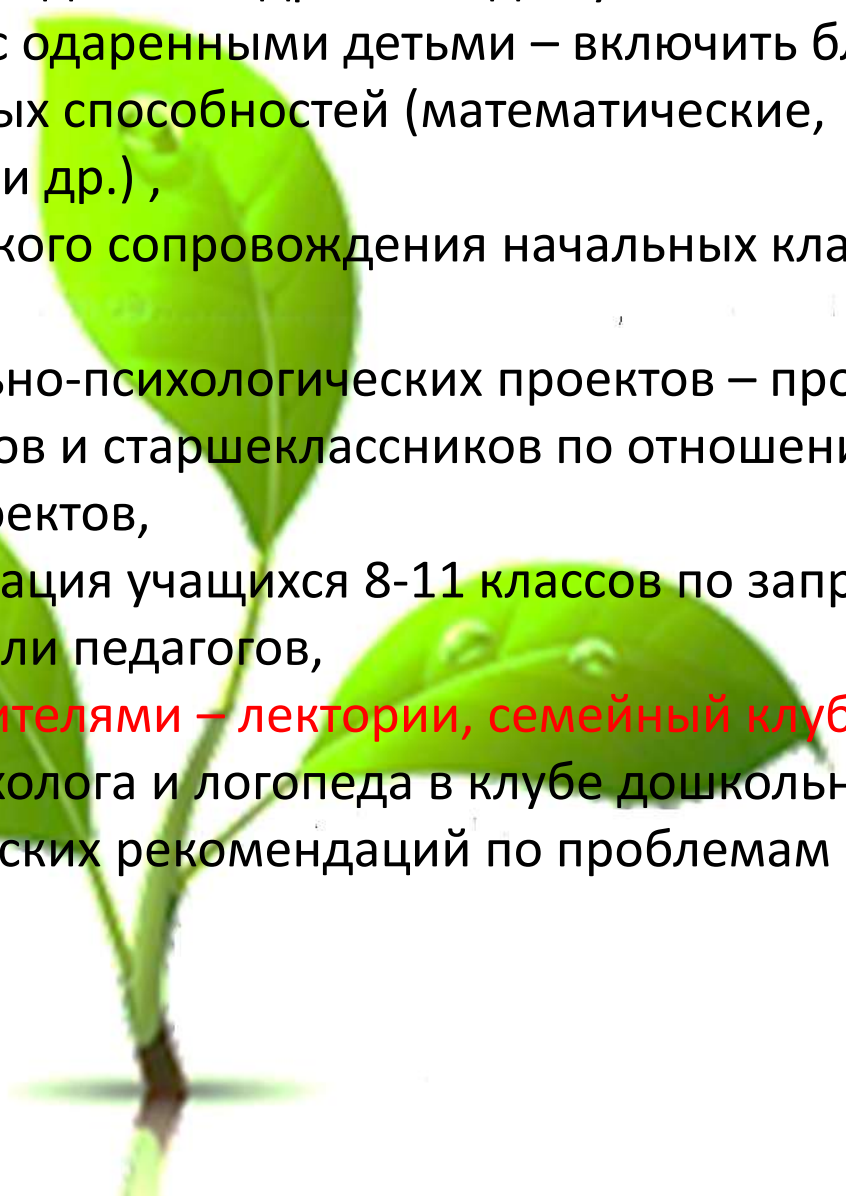 с одаренными детьми – включить бл
ых способностей (математические,
и др.) ,
кого сопровождения начальных кла
ьно-психологических проектов – про
ов и старшеклассников по отношени
ректов,
ация учащихся 8-11 классов по запр
ли педагогов,
ителями – лектории, семейный клуб
холога и логопеда в клубе дошкольн
ских рекомендаций по проблемам